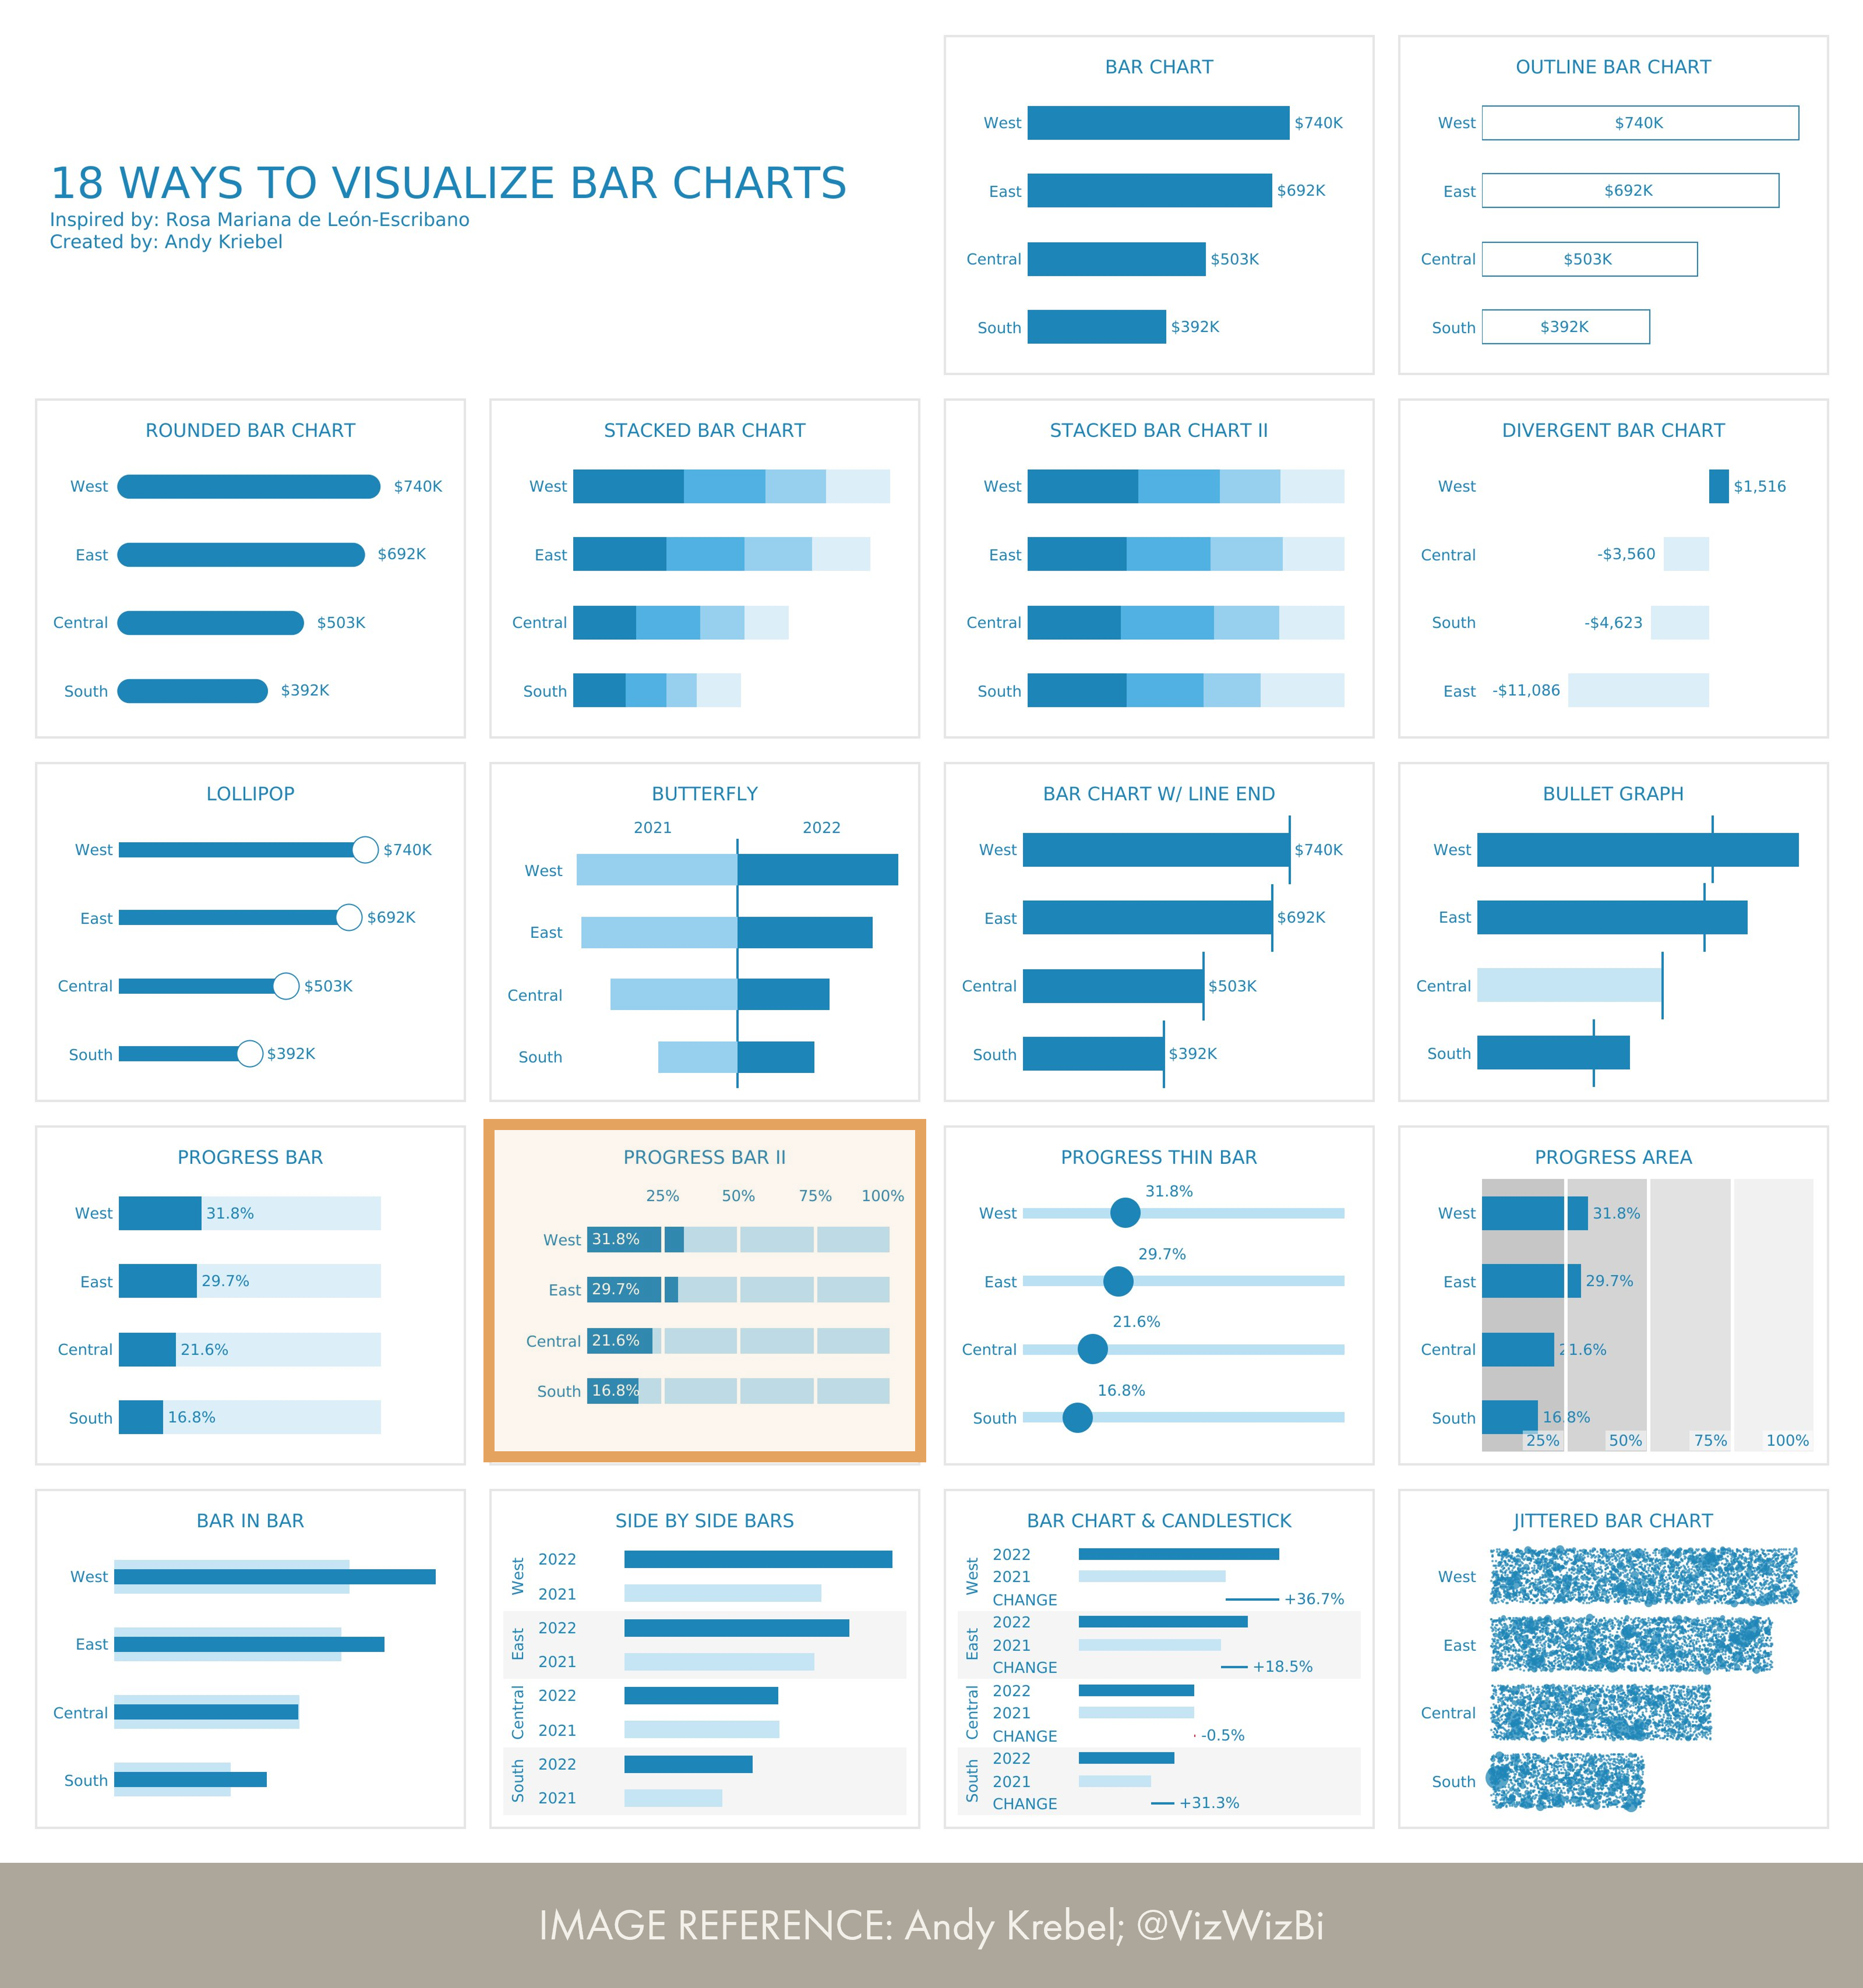 18 WAYS TO VISUALIZE BAR CHARTS
Inspired by: Rosa Mariana de León-Escribano
Created by: Andy Kriebel
BAR CHART
West $740K
East $692K
Central $503K
South $392K
OUTLINE BAR CHART
West $740K
East $692K
Central $503K
South $392K
ROUNDED BAR CHART
West $740K
East $692K
Central $503K
South $392K
STACKED BAR CHART
West
East
Central
South
STACKED BAR CHART II
West
East
Central
South
DIVERGENT BAR CHART
West $1,516
Central -$3,560
South -$4,623
East -$11,086
LOLLIPOP
West $740K
East $692K
Central $503K
South $392K
BUTTERFLY
2021 2022
West
East
Central
South
BAR CHART W/ LINE END
West $740K
East $692K
Central $503K
South $392K
BULLET GRAPH
West
East
Central
South
PROGRESS BAR
West 31.8%
East 29.7%
Central 21.6%
South 16.8%
PROGRESS BAR II
25% 50% 75% 100%
West 31.8%
East 29.7%
Central 21.6%
South 16.8%
PROGRESS THIN BAR
31.8%
West
29.7%
East
21.6%
Central
16.8%
South
PROGRESS AREA
West 31.8%
East 29.7%
Central 21.6%
South 16.8%
25% 50% 75% 100%
BAR IN BAR
West
East
Central
South
SIDE BY SIDE BARS
West
2022
2021
East
2022
2021
Central
2022
2021
South
2022
2021
BAR CHART & CANDLESTICK
West
2022
2021
CHANGE +36.7%
East
2022
2021
CHANGE +18.5%
Central
2022
2021
CHANGE -0.5%
South
2022
2021
CHANGE +31.3%
JITTERED BAR CHART
West
East
Central
South
IMAGE REFERENCE: Andy Krebel; @VizWizBi